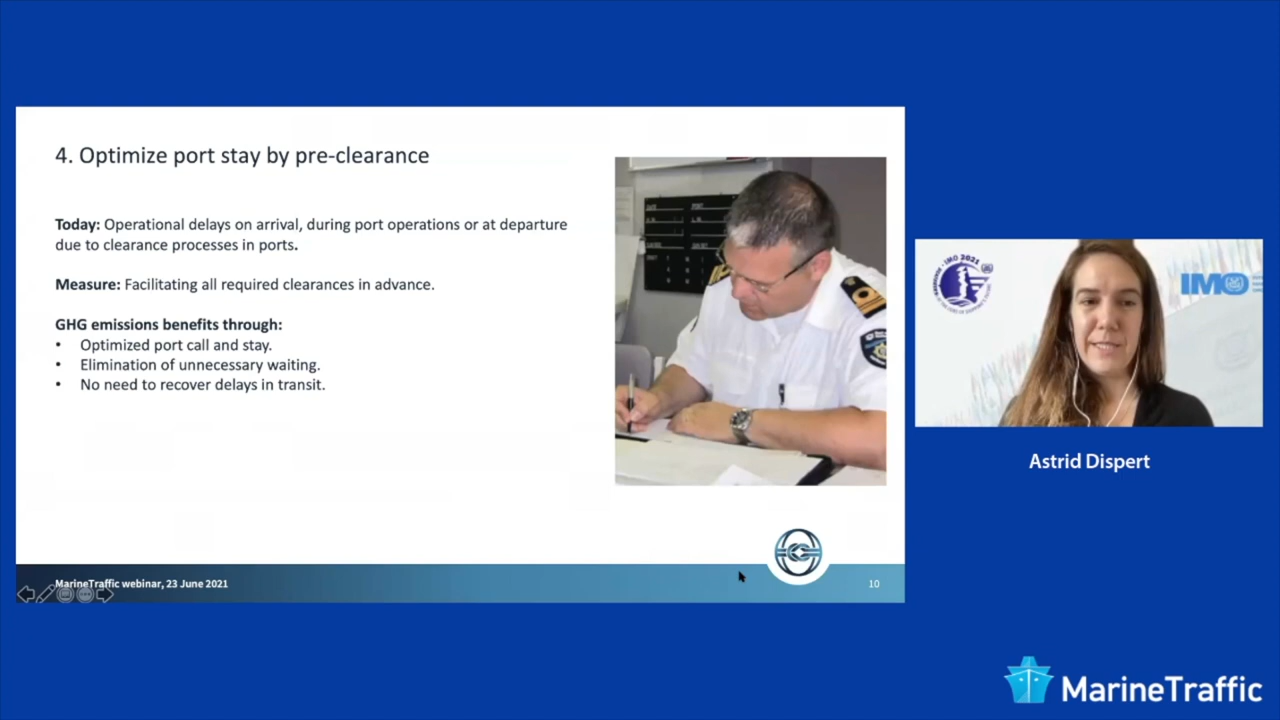 4. Optimize port stay by pre-clearance
Today: Operational delays on arrival, during port operations or at departure
due to clearance processes in ports.
Measure: Facilitating all required clearances in advance.
GHG emissions benefits through:
• Optimized port call and stay.
• Elimination of unnecessary waiting.
• No need to recover delays in transit.
MarineTraffic webinar, 23 June 2021
10
IMO 2021
IMO
Astrid Dispert
MarineTraffic